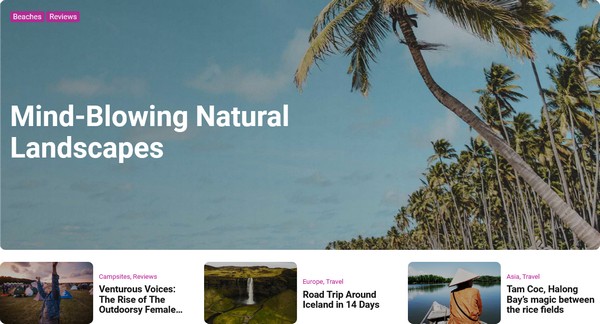 Beaches Reviews
Mind-Blowing Natural
Landscapes
Campsites, Reviews
Venturous Voices:
The Rise of The
Outdoorsy Female...
Europe, Travel
Road Trip Around
Iceland in 14 Days
Asia, Travel
Tam Coc, Halong
Bay's magic between
the rice fields